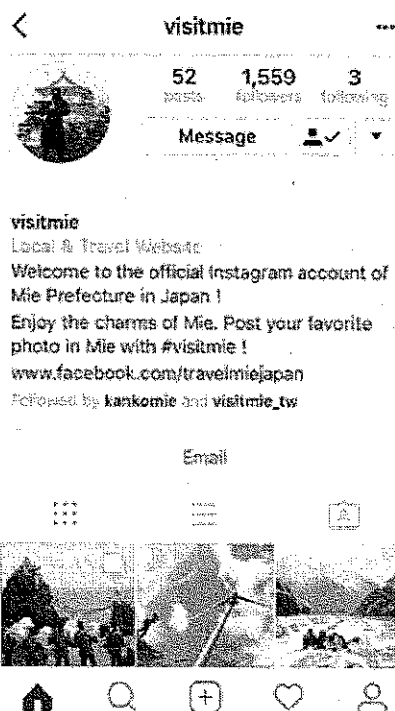 visitmie
52 1,559 3
posts followers following
Message
visitmie
Local & Travel Website
Welcome to the official Instagram account of
Mie Prefecture in Japan !
Enjoy the charms of Mie. Post your favorite
photo in Mie with #visitmie !
www.facebook.com/travelmiejapan
Followed by kankomie and visitmie_tw
Email